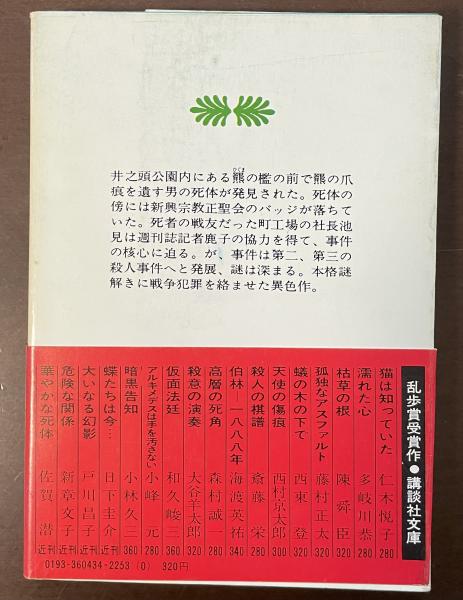 井之頭公園内にある羆の檻の前で羆の爪
痕を遺す男の死体が発見された。死体の
傍には新興宗教正聖会のバッジが落ちて
いた。死者の戦友だった町工場の社長池
見は週刊誌記者鹿子の協力を得て、事件
の核心に迫る。が、事件は第二、第三の
殺人事件へと発展、謎は深まる。本格謎
解きに戦争犯罪を絡ませた異色作。
乱歩賞受賞作●講談社文庫
猫は知っていた 仁木悦子 280
濡れた心 多岐川恭 280
枯草の根 陳舜臣 320
孤独なアスファルト 藤村正太 320
蟻の木の下で 西東登 320
天使の傷痕 西村京太郎 300
殺人の棋譜 斎藤栄 300
伯林―一八八八年 海渡英祐 340
高層の死角 森村誠一 360
殺意の演奏 大谷羊太郎 320
仮面法廷 和久峻三 360
アルキメデスは手を汚さない 小峰元 360
暗黒告知 小林久三 360
蝶たちは今… 日下圭介 360
大いなる幻影 戸川昌子 近刊
危険な関係 新章文子 近刊
華やかな死体 佐賀潜 近刊
0193-360434-2253(0) 320円